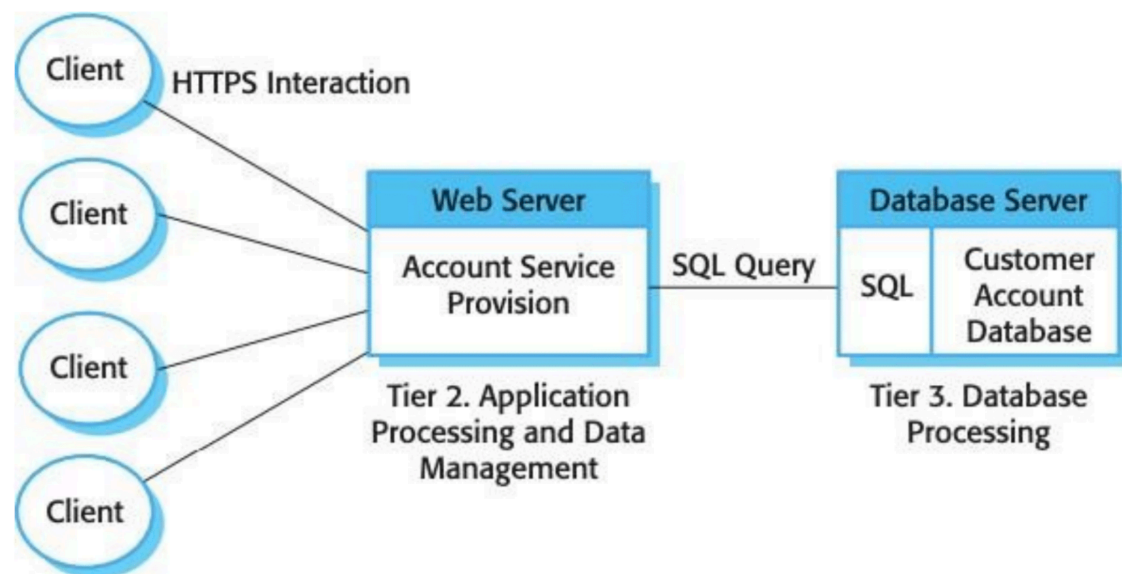 Client
HTTPS Interaction
Client
Client
Client
Web Server
Account Service
Provision
Tier 2. Application
Processing and Data
Management
SQL Query
Database Server
SQL
Customer
Account
Database
Tier 3. Database
Processing